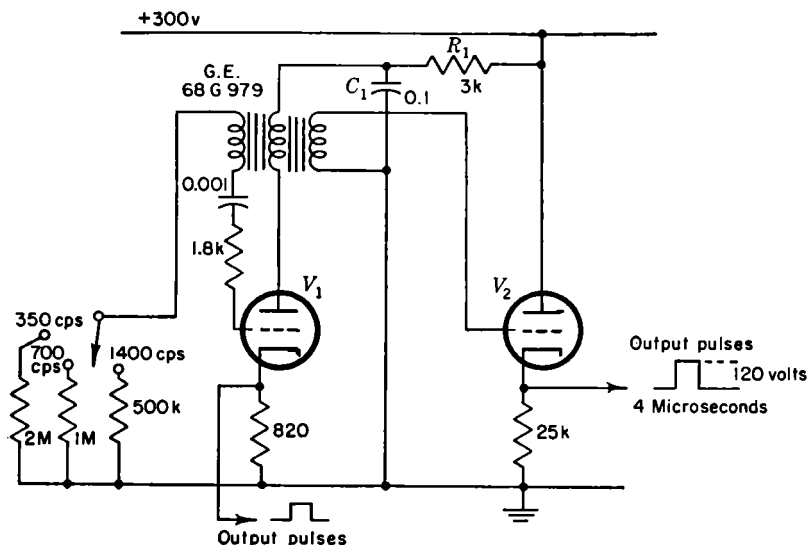 +300v
G.E.
68 G 979
R₁
3k
C₁
0.1
0.001
1.8k
V₁
V₂
350 cps
700
cps
1400 cps
2M
1M
500k
820
25k
Output pulses
120 volts
4 Microseconds
Output pulses